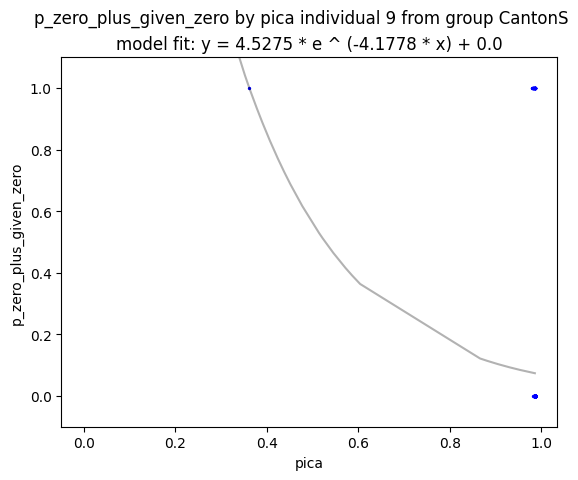 p_zero_plus_given_zero by pica individual 9 from group CantonS
model fit: y = 4.5275 * e ^ (-4.1778 * x) + 0.0
1.0
0.8
0.6
0.4
0.2
0.0
p_zero_plus_given_zero
0.0 0.2 0.4 0.6 0.8 1.0
pica